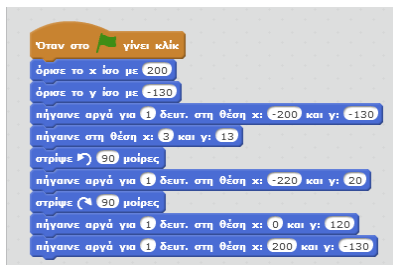 Όταν στο γίνει κλικ
όρισε το x ίσο με 200
όρισε το y ίσο με -130
πήγαινε αργά για 1 δευτ. στη θέση x: -200 και y: -130
πήγαινε στη θέση x: 3 και y: 13
στρίψε 90 μοίρες
πήγαινε αργά για 1 δευτ. στη θέση x: -220 και y: 20
στρίψε 90 μοίρες
πήγαινε αργά για 1 δευτ. στη θέση x: 0 και y: 120
πήγαινε αργά για 1 δευτ. στη θέση x: 200 και y: -130